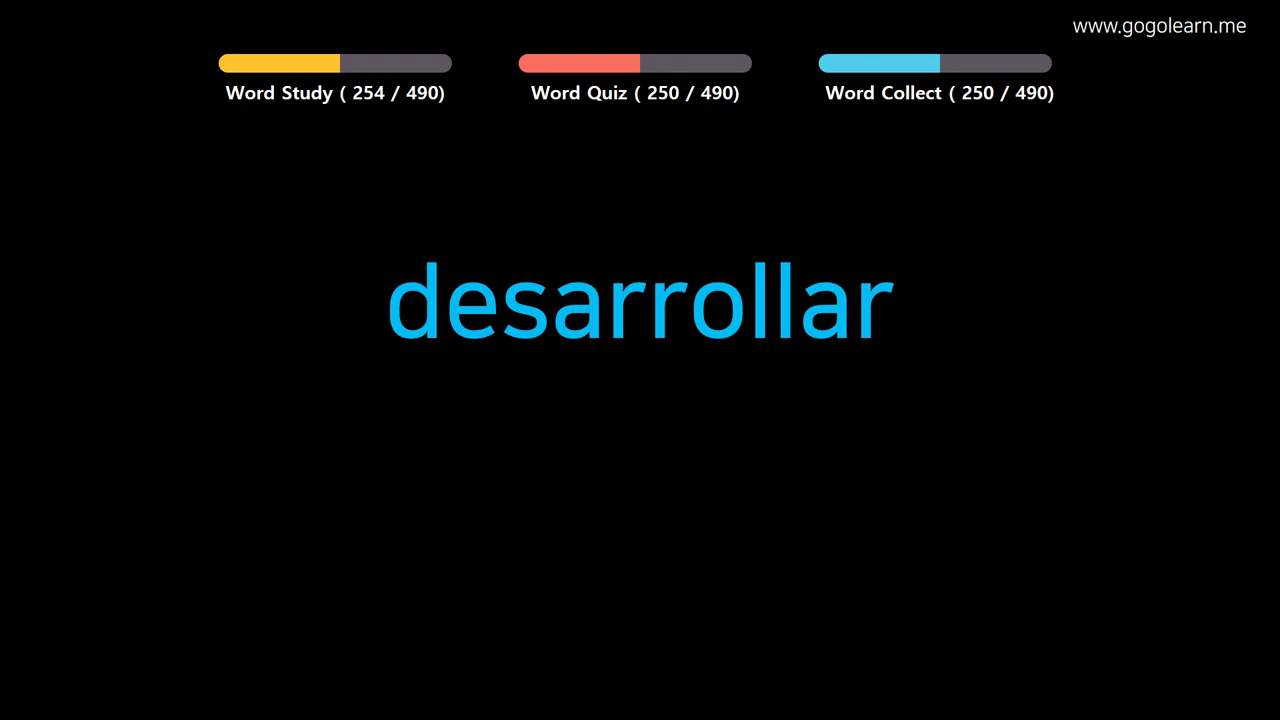 www.gogolearn.me
Word Study ( 254 / 490)
Word Quiz ( 250 / 490)
Word Collect ( 250 / 490)
desarrollar